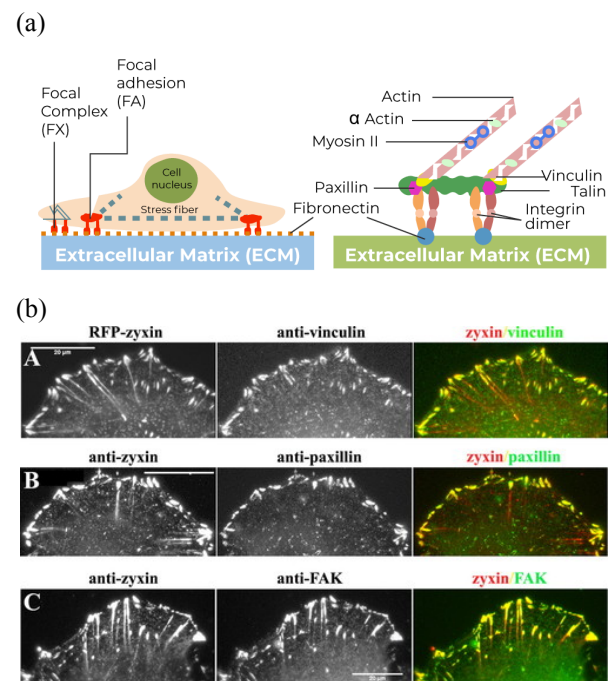 (a)
Focal
Complex
(FX)
Focal
adhesion
(FA)
Cell
nucleus
Stress fiber
Extracellular Matrix (ECM)
Actin
α Actin
Myosin II
Paxillin
Fibronectin
Vinculin
Talin
Integrin
dimer
Extracellular Matrix (ECM)
(b)
RFP-zyxin anti-vinculin zyxin/vinculin
A
20 µm
anti-zyxin anti-paxillin zyxin/paxillin
B
anti-zyxin anti-FAK zyxin/FAK
C
20 µm